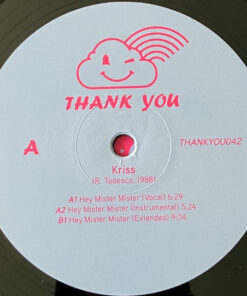 THANK YOU
A
THANKYOU042
Kriss
(R. Todesco, 1988)
A1 Hey Mister Mister (Vocal) 6:29
A2 Hey Mister Mister (Instrumental) 5:24
B1 Hey Mister Mister (Extended) 9:04